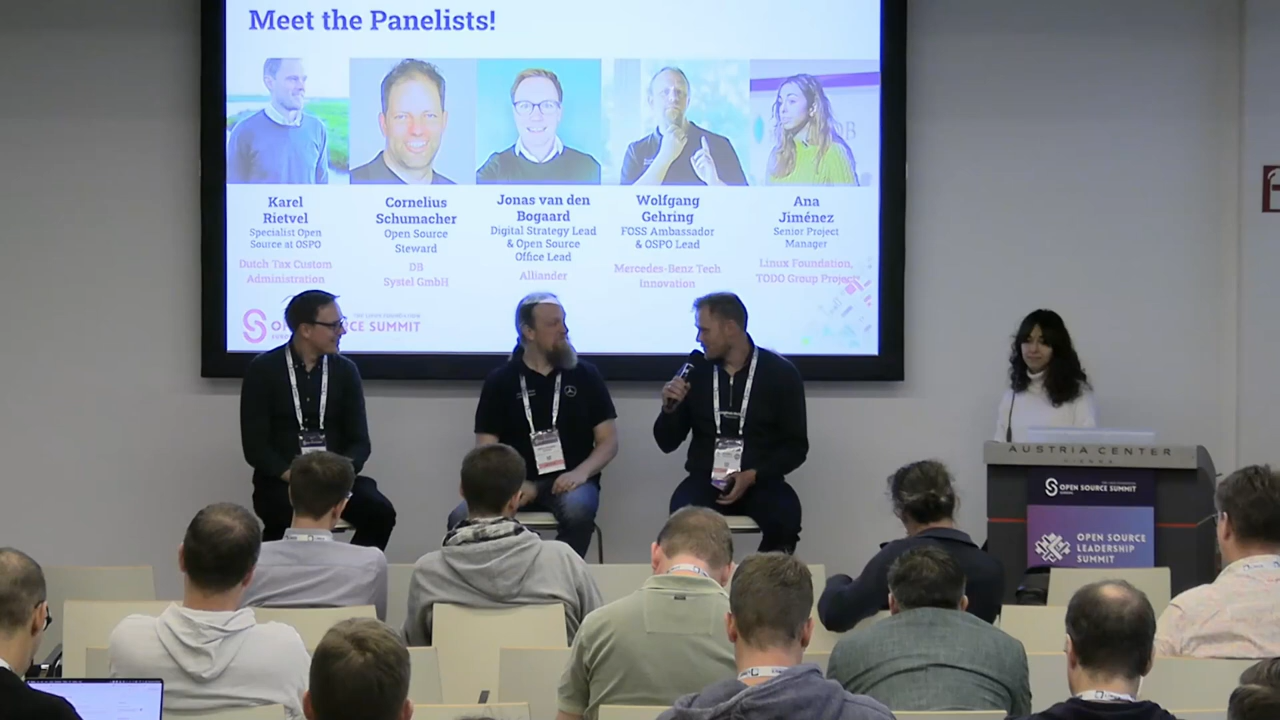 Meet the Panelists!
Karel
Rietvel
Specialist Open
Source at OSPO
Dutch Tax Custom
Administration
Cornelius
Schumacher
Open Source
Steward
DB
Systel GmbH
Jonas van den
Bogaard
Digital Strategy Lead
& Open Source
Office Lead
Alliander
Wolfgang
Gehring
FOSS Ambassador
& OSPO Lead
Mercedes-Benz Tech
Innovation
Ana
Jiménez
Senior Project
Manager
Linux Foundation,
TODO Group Project
CE SUMMIT
AUSTRIA CENTER
VIENNA
OPEN SOURCE SUMMIT
OPEN SOURCE
LEADERSHIP
SUMMIT